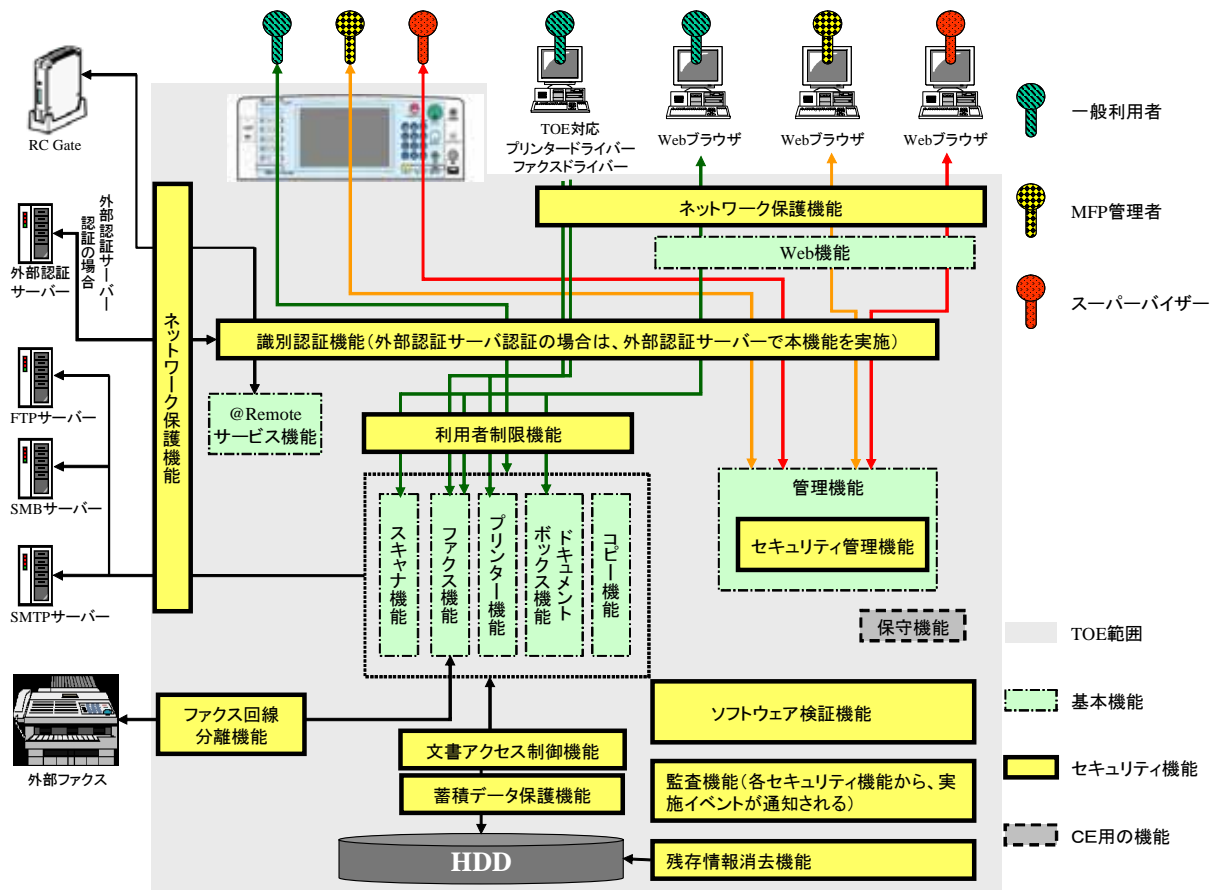 RC Gate
TOE対応
プリンタードライバー
ファクスドライバー
Webブラウザ
Webブラウザ
Webブラウザ
一般利用者
MFP管理者
スーパーバイザー
外部認証
サーバー
外部認証サーバー
認証の場合
FTPサーバー
SMBサーバー
SMTPサーバー
外部ファクス
ネットワーク保護機能
ネットワーク保護機能
Web機能
識別認証機能(外部認証サーバ認証の場合は、外部認証サーバーで本機能を実施)
@Remote
サービス機能
利用者制限機能
スキャナ機能
ファクス機能
プリンター機能
ドキュメント
ボックス機能
コピー機能
管理機能
セキュリティ管理機能
保守機能
ファクス回線
分離機能
文書アクセス制御機能
蓄積データ保護機能
HDD
ソフトウェア検証機能
監査機能(各セキュリティ機能から、実
施イベントが通知される)
残存情報消去機能
TOE範囲
基本機能
セキュリティ機能
CE用の機能